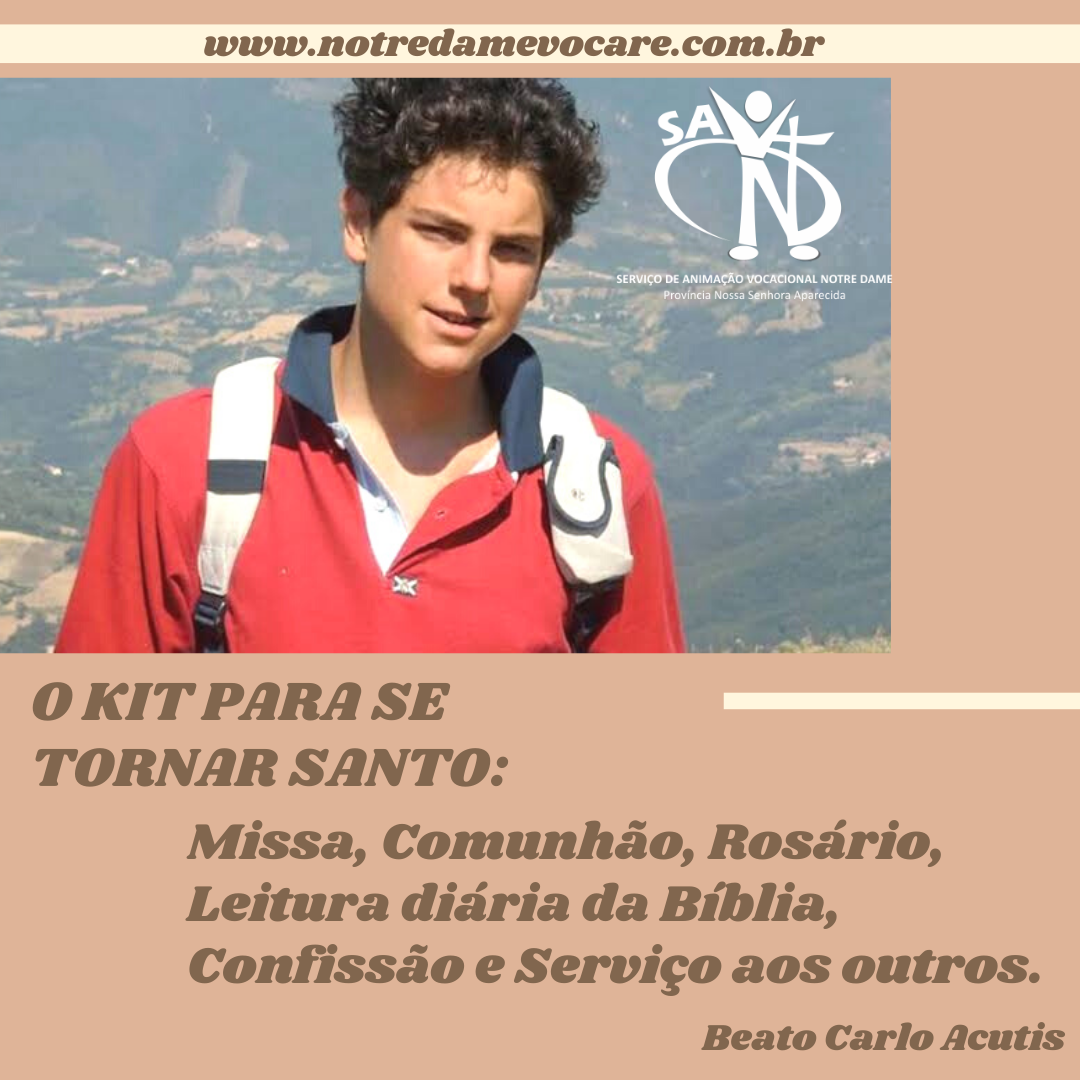 www.notredamevocare.com.br
SAV
ND
SERVIÇO DE ANIMAÇÃO VOCACIONAL NOTRE DAME
Província Nossa Senhora Aparecida
O KIT PARA SE
TORNAR SANTO:
Missa, Comunhão, Rosário,
Leitura diária da Bíblia,
Confissão e Serviço aos outros.
Beato Carlo Acutis